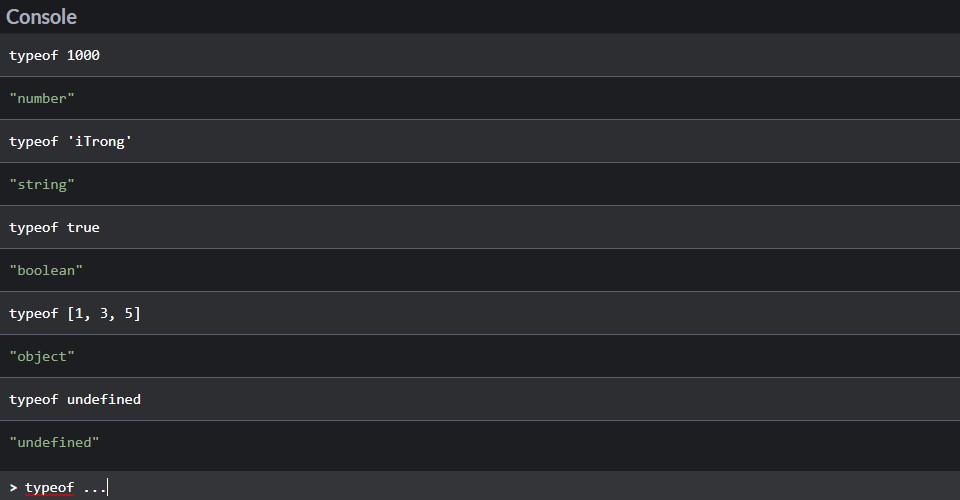 Console
typeof 1000
"number"
typeof 'iTrong'
"string"
typeof true
"boolean"
typeof [1, 3, 5]
"object"
typeof undefined
"undefined"
> typeof ...